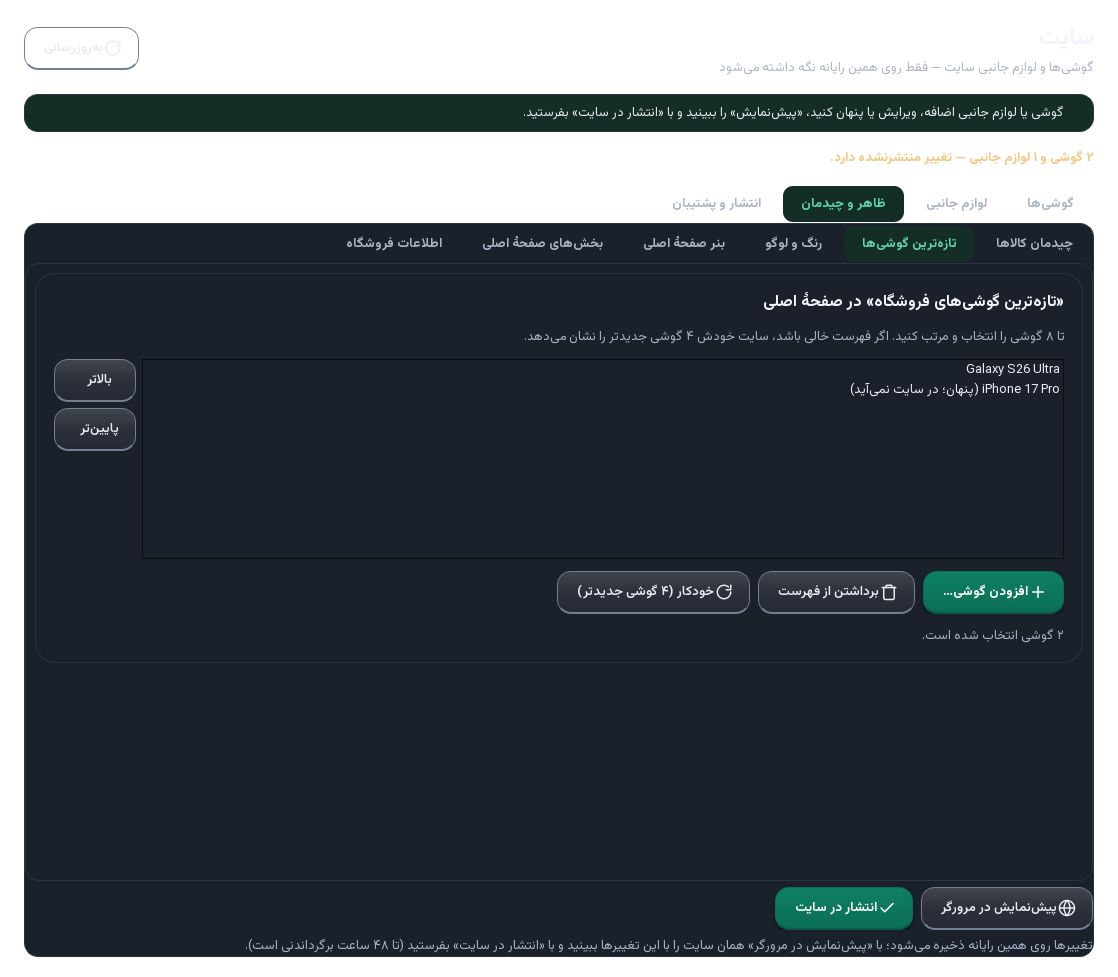 سایت
به‌روزرسانی
گوشی‌ها و لوازم جانبی سایت — فقط روی همین رایانه نگه داشته می‌شود
گوشی یا لوازم جانبی اضافه، ویرایش یا پنهان کنید، «پیش‌نمایش» را ببینید و با «انتشار در سایت» بفرستید.
۲ گوشی و ۱ لوازم جانبی — تغییر منتشرنشده دارد.
گوشی‌ها
لوازم جانبی
ظاهر و چیدمان
انتشار و پشتیبان
چیدمان کالاها
تازه‌ترین گوشی‌ها
رنگ و لوگو
بنر صفحهٔ اصلی
بخش‌های صفحهٔ اصلی
اطلاعات فروشگاه
«تازه‌ترین گوشی‌های فروشگاه» در صفحهٔ اصلی
تا ۸ گوشی را انتخاب و مرتب کنید. اگر فهرست خالی باشد، سایت خودش ۴ گوشی جدیدتر را نشان می‌دهد.
Galaxy S26 Ultra
iPhone 17 Pro (پنهان؛ در سایت نمی‌آید)
بالاتر
پایین‌تر
افزودن گوشی…
برداشتن از فهرست
خودکار (۴ گوشی جدیدتر)
۲ گوشی انتخاب شده است.
پیش‌نمایش در مرورگر
انتشار در سایت
تغییرها روی همین رایانه ذخیره می‌شود؛ با «پیش‌نمایش در مرورگر» همان سایت را با این تغییرها ببینید و با «انتشار در سایت» بفرستید (تا ۴۸ ساعت برگرداندنی است).